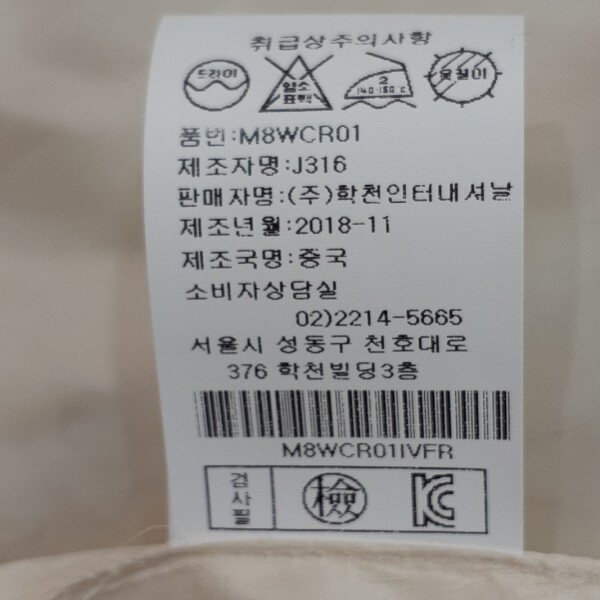 취급상주의사항
드라이 염소표백 2 140-160℃ 옷걸이
품번:M8WCR01
제조자명:J316
판매자명:(주)학천인터내셔날
제조년월:2018-11
제조국명:중국
소비자상담실
02)2214-5665
서울시 성동구 천호대로
376 학천빌딩3층
M8WCR01IVFR
검사필 檢 KC